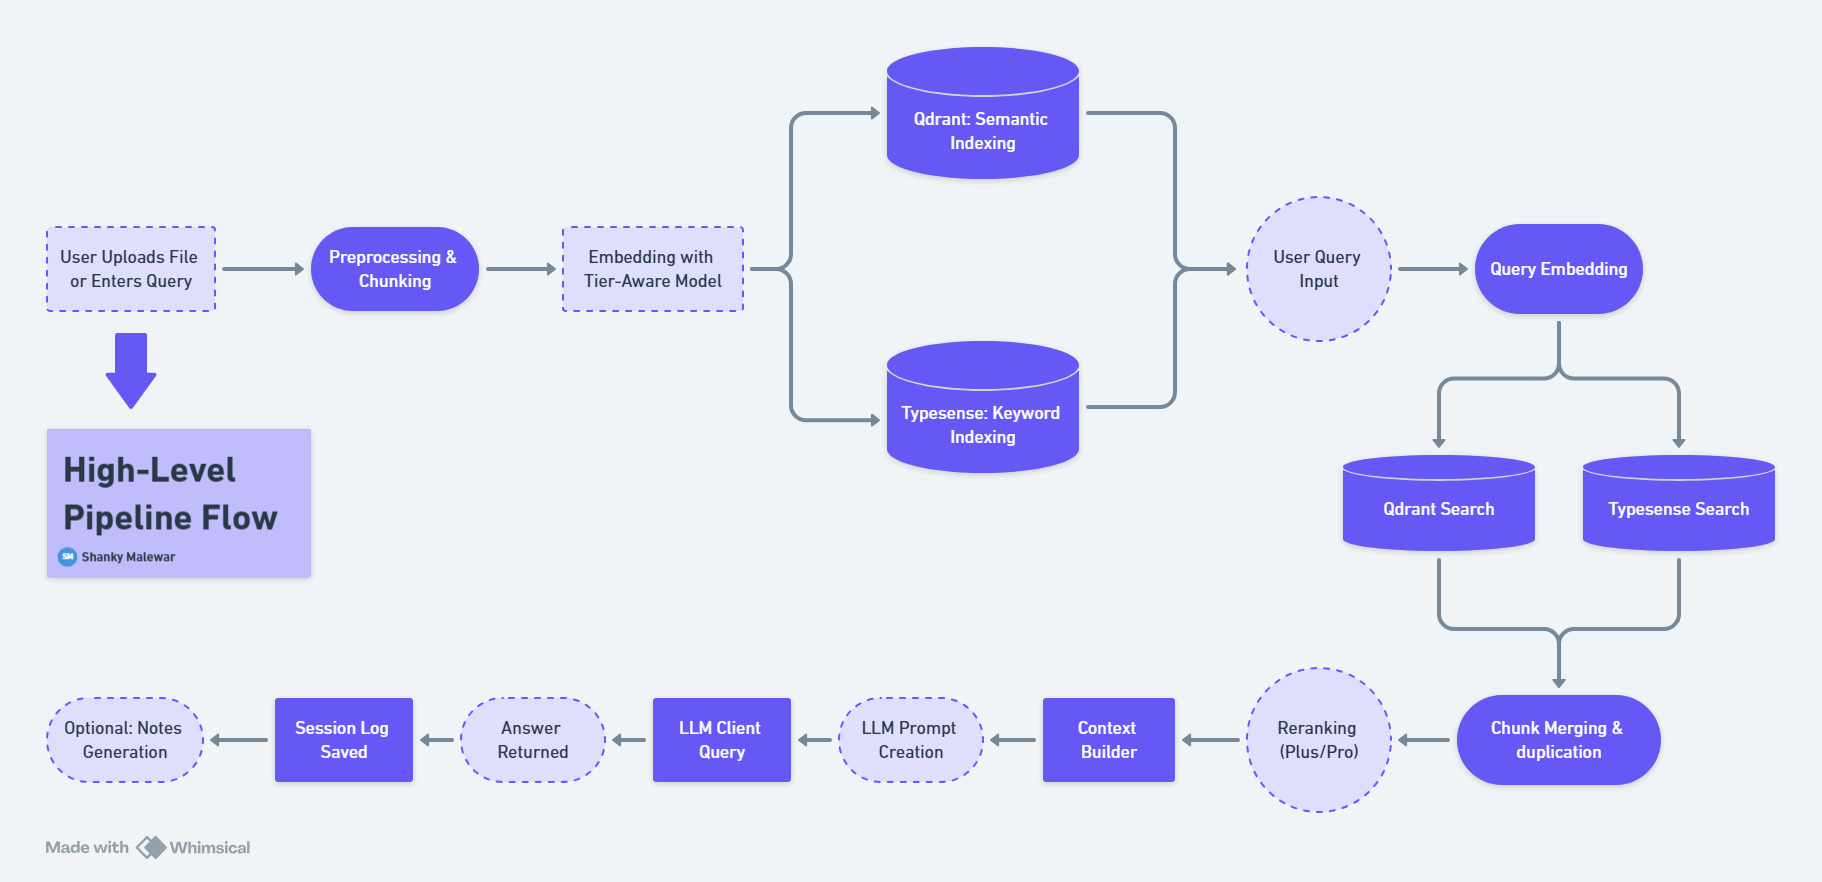 Qdrant: Semantic
Indexing
User Uploads File
or Enters Query
Preprocessing &
Chunking
Embedding with
Tier-Aware Model
User Query
Input
Query Embedding
Typesense: Keyword
Indexing
High-Level
Pipeline Flow
SM Shanky Malewar
Qdrant Search
Typesense Search
Chunk Merging &
duplication
Reranking
(Plus/Pro)
Context
Builder
LLM Prompt
Creation
LLM Client
Query
Answer
Returned
Session Log
Saved
Optional: Notes
Generation
Made with Whimsical